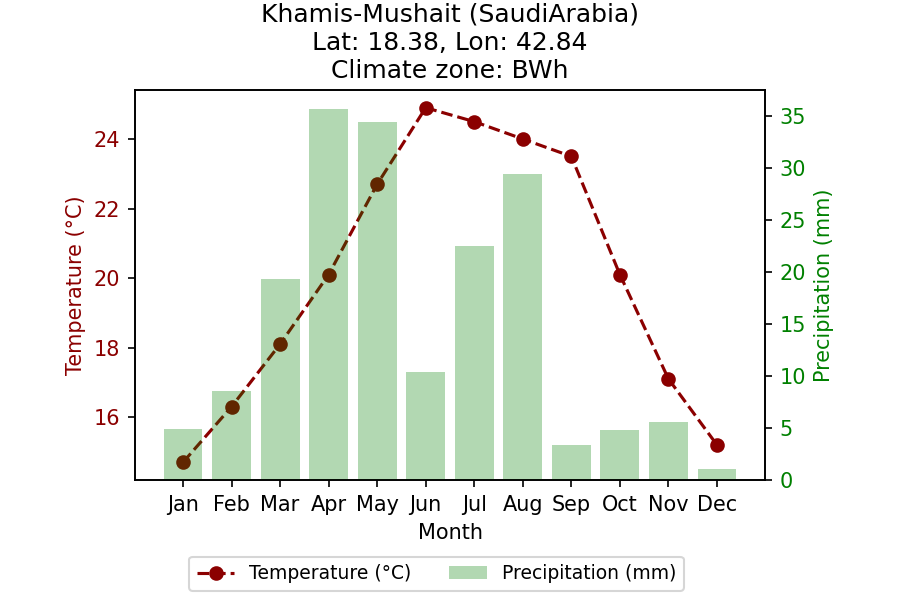 Khamis-Mushait (SaudiArabia)
Lat: 18.38, Lon: 42.84
Climate zone: BWh
Temperature (°C)
24
22
20
18
16
35
30
25
20
15
10
5
0
Precipitation (mm)
Jan Feb Mar Apr May Jun Jul Aug Sep Oct Nov Dec
Month
Temperature (°C) Precipitation (mm)